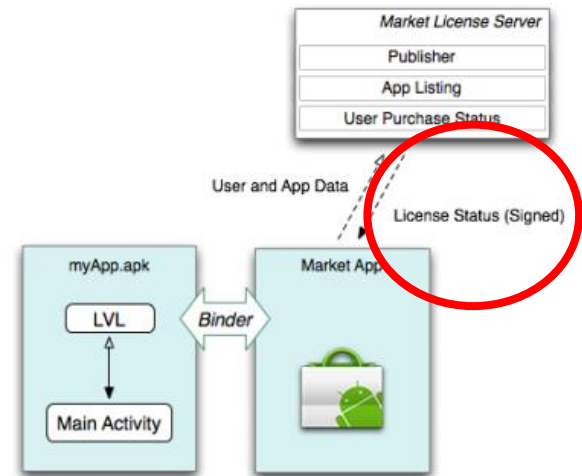 Market License Server
Publisher
App Listing
User Purchase Status
User and App Data
License Status (Signed)
myApp.apk
Market App
LVL
Binder
Main Activity